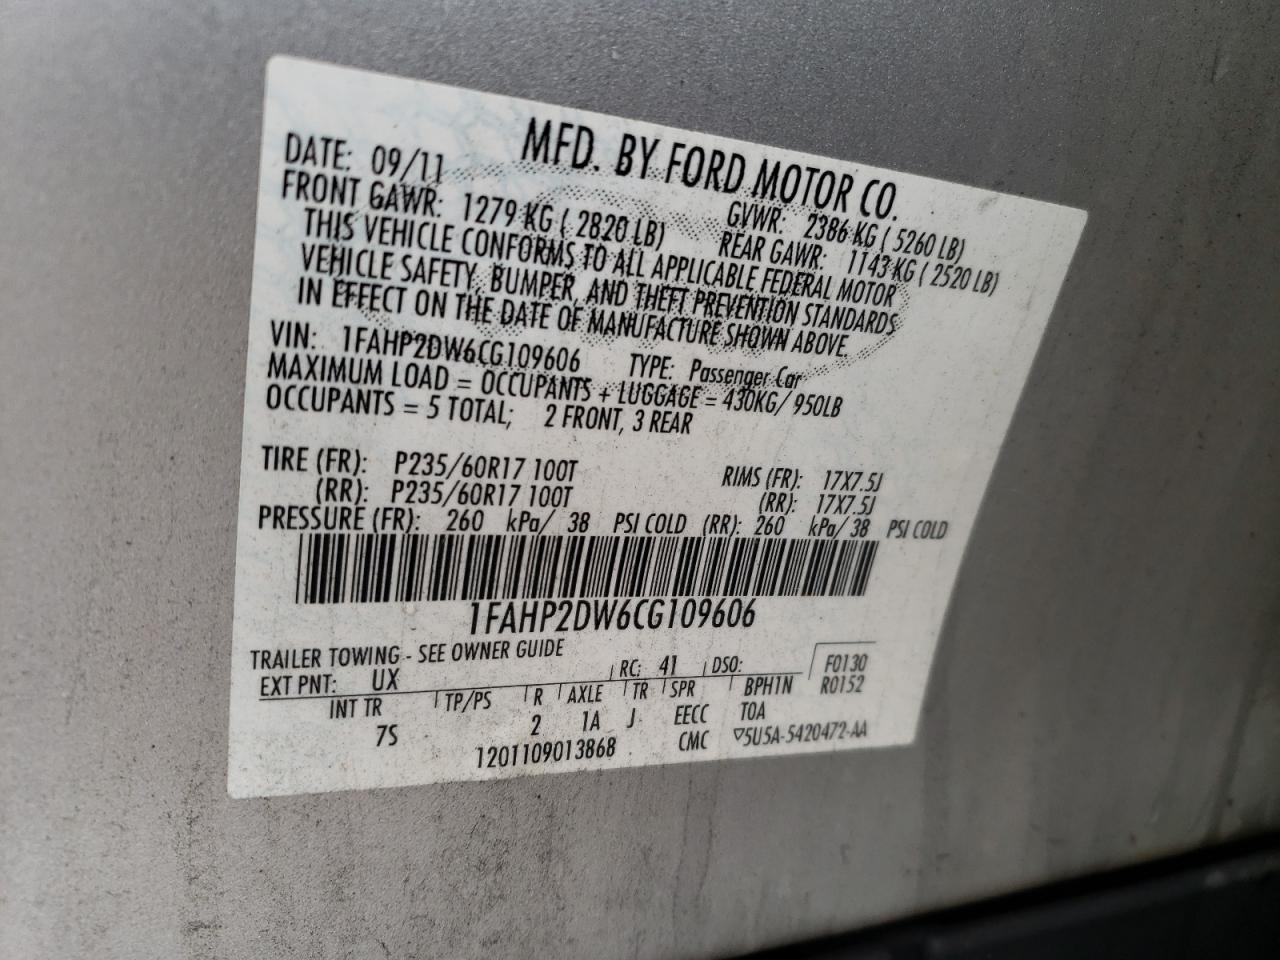 MFD. BY FORD MOTOR CO.
DATE: 09/11 GVWR: 2386 KG ( 5260 LB)
FRONT GAWR: 1279 KG ( 2820 LB) REAR GAWR: 1143 KG ( 2520 LB)
THIS VEHICLE CONFORMS TO ALL APPLICABLE FEDERAL MOTOR
VEHICLE SAFETY, BUMPER, AND THEFT PREVENTION STANDARDS
IN EFFECT ON THE DATE OF MANUFACTURE SHOWN ABOVE.
VIN: 1FAHP2DW6CG109606 TYPE: Passenger Car
MAXIMUM LOAD = OCCUPANTS + LUGGAGE = 430KG/ 950LB
OCCUPANTS = 5 TOTAL; 2 FRONT, 3 REAR
TIRE (FR): P235/60R17 100T RIMS (FR): 17X7.5J
(RR): P235/60R17 100T (RR): 17X7.5J
PRESSURE (FR): 260 kPa/ 38 PSI COLD (RR): 260 kPa/ 38 PSI COLD
1FAHP2DW6CG109606
TRAILER TOWING - SEE OWNER GUIDE
EXT PNT: UX RC: 41 DSO: F0130
INT TR TP/PS R AXLE TR SPR BPH1N R0152
7S 2 1A J EECC TOA
1201109013868 CMC ▽5U5A-5420472-AA